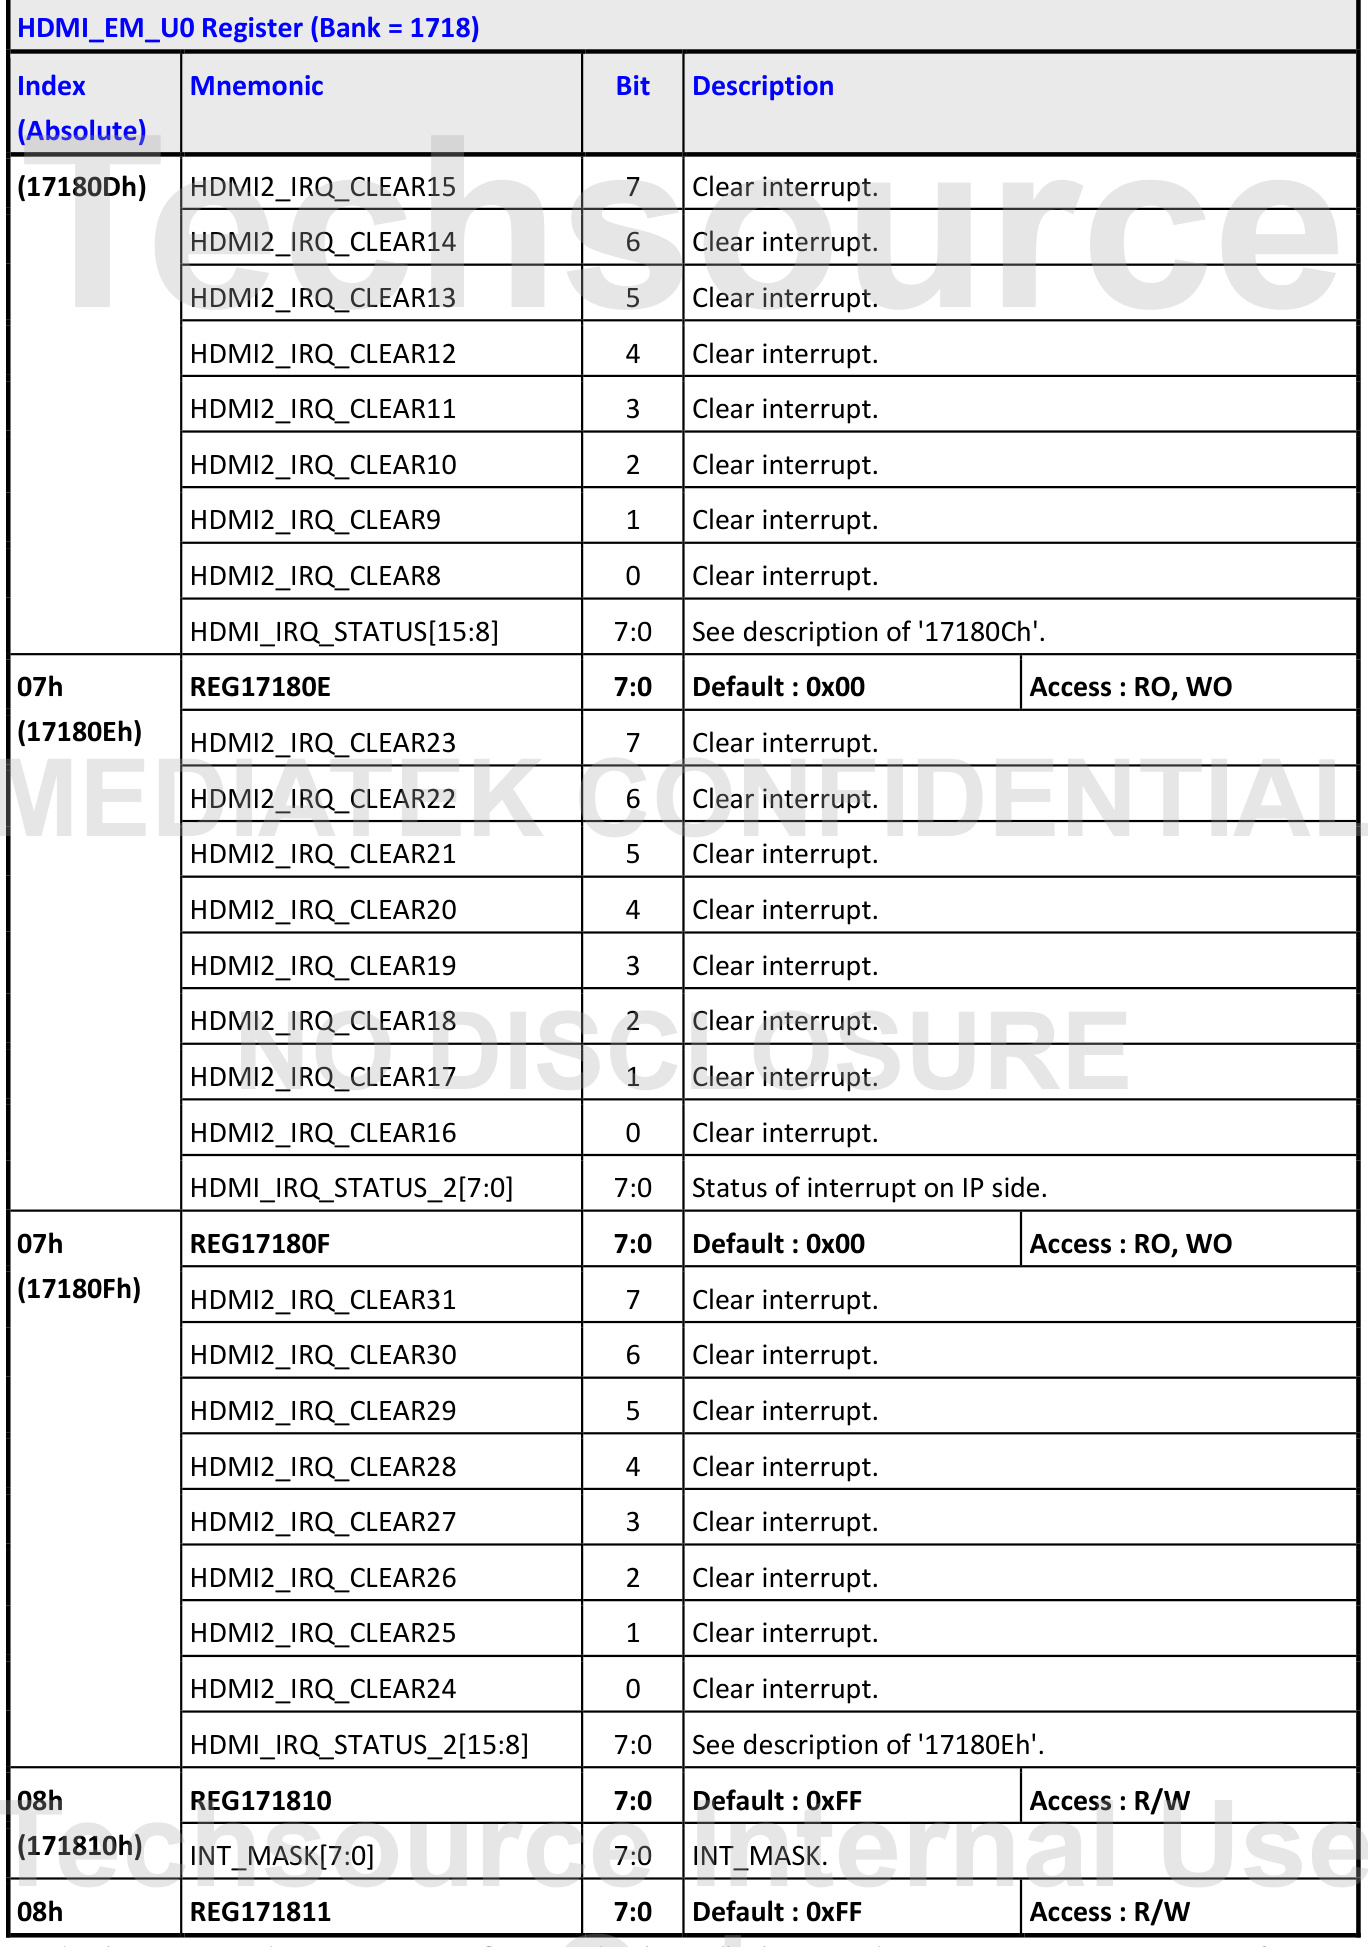 HDMI_EM_U0 Register (Bank = 1718)
Index (Absolute) Mnemonic Bit Description
(17180Dh) HDMI2_IRQ_CLEAR15 7 Clear interrupt.
HDMI2_IRQ_CLEAR14 6 Clear interrupt.
HDMI2_IRQ_CLEAR13 5 Clear interrupt.
HDMI2_IRQ_CLEAR12 4 Clear interrupt.
HDMI2_IRQ_CLEAR11 3 Clear interrupt.
HDMI2_IRQ_CLEAR10 2 Clear interrupt.
HDMI2_IRQ_CLEAR9 1 Clear interrupt.
HDMI2_IRQ_CLEAR8 0 Clear interrupt.
HDMI_IRQ_STATUS[15:8] 7:0 See description of '17180Ch'.
07h REG17180E 7:0 Default : 0x00 Access : RO, WO
(17180Eh) HDMI2_IRQ_CLEAR23 7 Clear interrupt.
HDMI2_IRQ_CLEAR22 6 Clear interrupt.
HDMI2_IRQ_CLEAR21 5 Clear interrupt.
HDMI2_IRQ_CLEAR20 4 Clear interrupt.
HDMI2_IRQ_CLEAR19 3 Clear interrupt.
HDMI2_IRQ_CLEAR18 2 Clear interrupt.
HDMI2_IRQ_CLEAR17 1 Clear interrupt.
HDMI2_IRQ_CLEAR16 0 Clear interrupt.
HDMI_IRQ_STATUS_2[7:0] 7:0 Status of interrupt on IP side.
07h REG17180F 7:0 Default : 0x00 Access : RO, WO
(17180Fh) HDMI2_IRQ_CLEAR31 7 Clear interrupt.
HDMI2_IRQ_CLEAR30 6 Clear interrupt.
HDMI2_IRQ_CLEAR29 5 Clear interrupt.
HDMI2_IRQ_CLEAR28 4 Clear interrupt.
HDMI2_IRQ_CLEAR27 3 Clear interrupt.
HDMI2_IRQ_CLEAR26 2 Clear interrupt.
HDMI2_IRQ_CLEAR25 1 Clear interrupt.
HDMI2_IRQ_CLEAR24 0 Clear interrupt.
HDMI_IRQ_STATUS_2[15:8] 7:0 See description of '17180Eh'.
08h REG171810 7:0 Default : 0xFF Access : R/W
(171810h) INT_MASK[7:0] 7:0 INT_MASK.
08h REG171811 7:0 Default : 0xFF Access : R/W
Techsource
MEDIATEK CONFIDENTIAL
NO DISCLOSURE
Techsource Internal Use